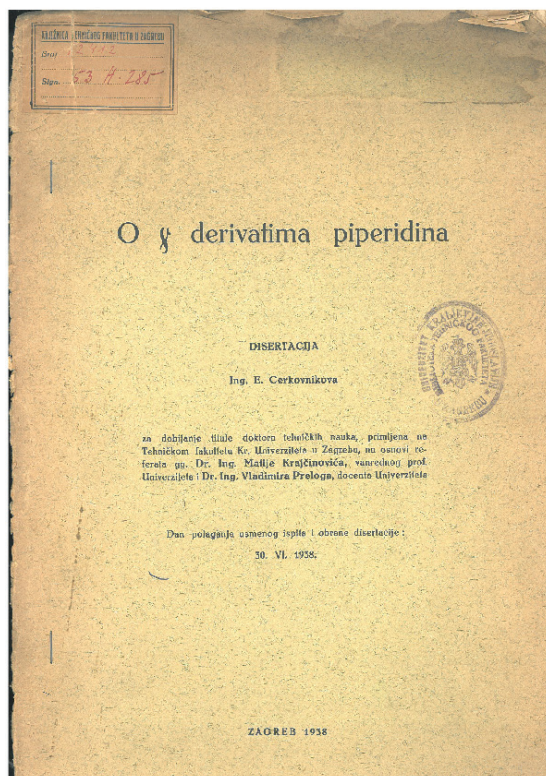 KNJIŽNICA TEHNIČKOG FAKULTETA U ZAGREBU
Broj
Sign. 53 A-285
O γ derivatima piperidina
DISERTACIJA
Ing. E. Cerkovnikova
za dobijanje titule doktora tehničkih nauka, primljena na
Tehničkom fakultetu Kr. Univerziteta u Zagrebu, na osnovi re-
ferata gg. Dr. Ing. Matije Krajčinovića, vanrednog prof.
Univerziteta i Dr. Ing. Vladimira Preloga, docenta Univerziteta
Dan polaganja usmenog ispita i obrane disertacije:
30. VI. 1938.
ZAGREB 1938